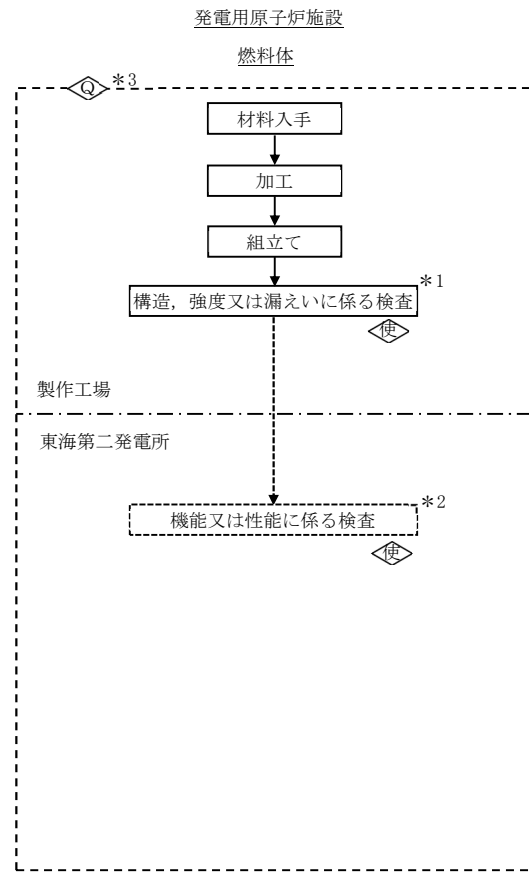 発電用原子炉施設
燃料体
Q *3
材料入手
加工
組立て
構造，強度又は漏えいに係る検査 *1
使
製作工場
東海第二発電所
機能又は性能に係る検査 *2
使